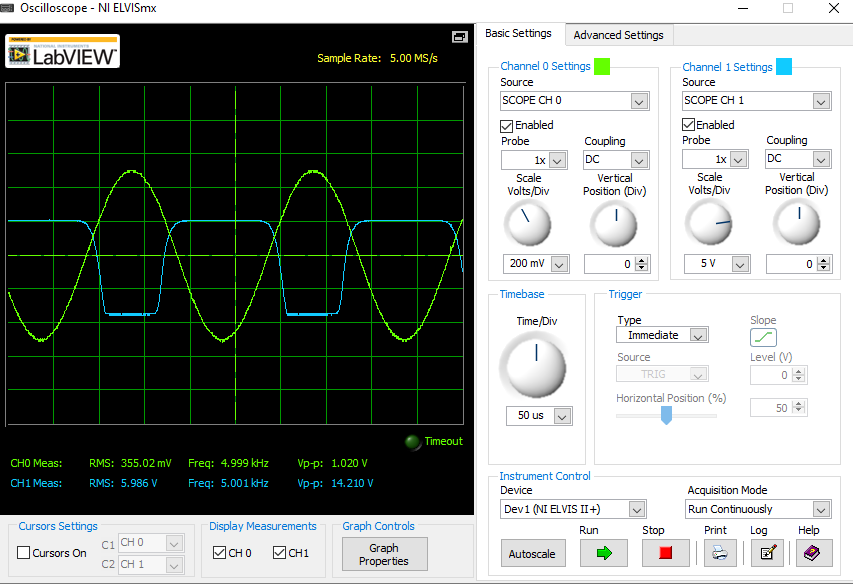 Oscilloscope - NI ELVISmx
POWERED BY
NATIONAL INSTRUMENTS
LabVIEW™
Sample Rate: 5.00 MS/s
Timeout
CH0 Meas: RMS: 355.02 mV Freq: 4.999 kHz Vp-p: 1.020 V
CH1 Meas: RMS: 5.986 V Freq: 5.001 kHz Vp-p: 14.210 V
Cursors Settings
Cursors On
C1 CH 0
C2 CH 1
Display Measurements
CH 0 CH1
Graph Controls
Graph
Properties
Basic Settings Advanced Settings
Channel 0 Settings
Source
SCOPE CH 0
Enabled
Probe Coupling
1x DC
Scale Vertical
Volts/Div Position (Div)
200 mV 0
Channel 1 Settings
Source
SCOPE CH 1
Enabled
Probe Coupling
1x DC
Scale Vertical
Volts/Div Position (Div)
5 V 0
Timebase
Time/Div
50 us
Trigger
Type Slope
Immediate
Source Level (V)
TRIG 0
Horizontal Position (%)
50
Instrument Control
Device Acquisition Mode
Dev1 (NI ELVIS II+) Run Continuously
Run Stop Print Log Help
Autoscale